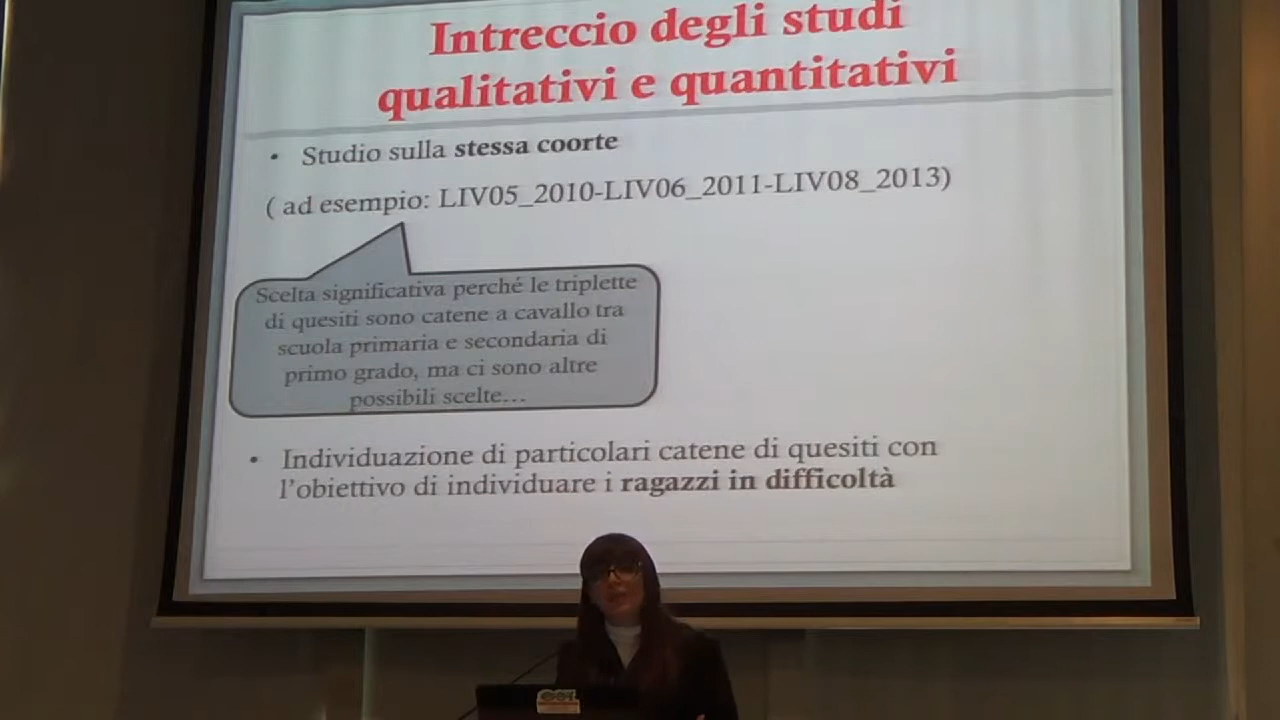 Intreccio degli studi
qualitativi e quantitativi
• Studio sulla stessa coorte
( ad esempio: LIV05_2010-LIV06_2011-LIV08_2013)
Scelta significativa perché le triplette
di quesiti sono catene a cavallo tra
scuola primaria e secondaria di
primo grado, ma ci sono altre
possibili scelte…
• Individuazione di particolari catene di quesiti con
l'obiettivo di individuare i ragazzi in difficoltà